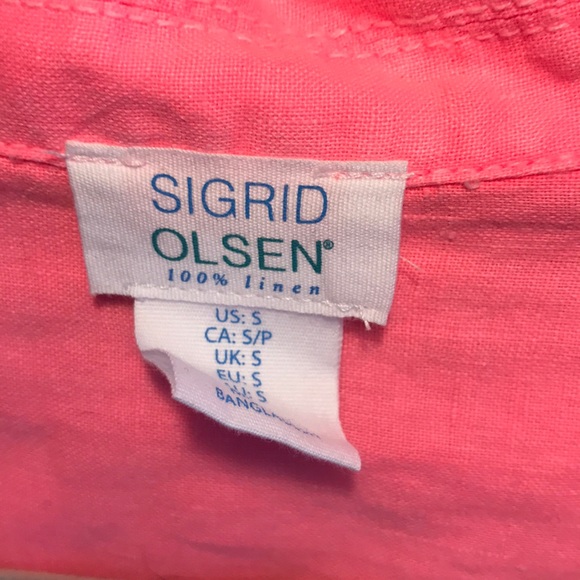 SIGRID
OLSEN®
100% linen
US: S
CA: S/P
UK: S
EU: S